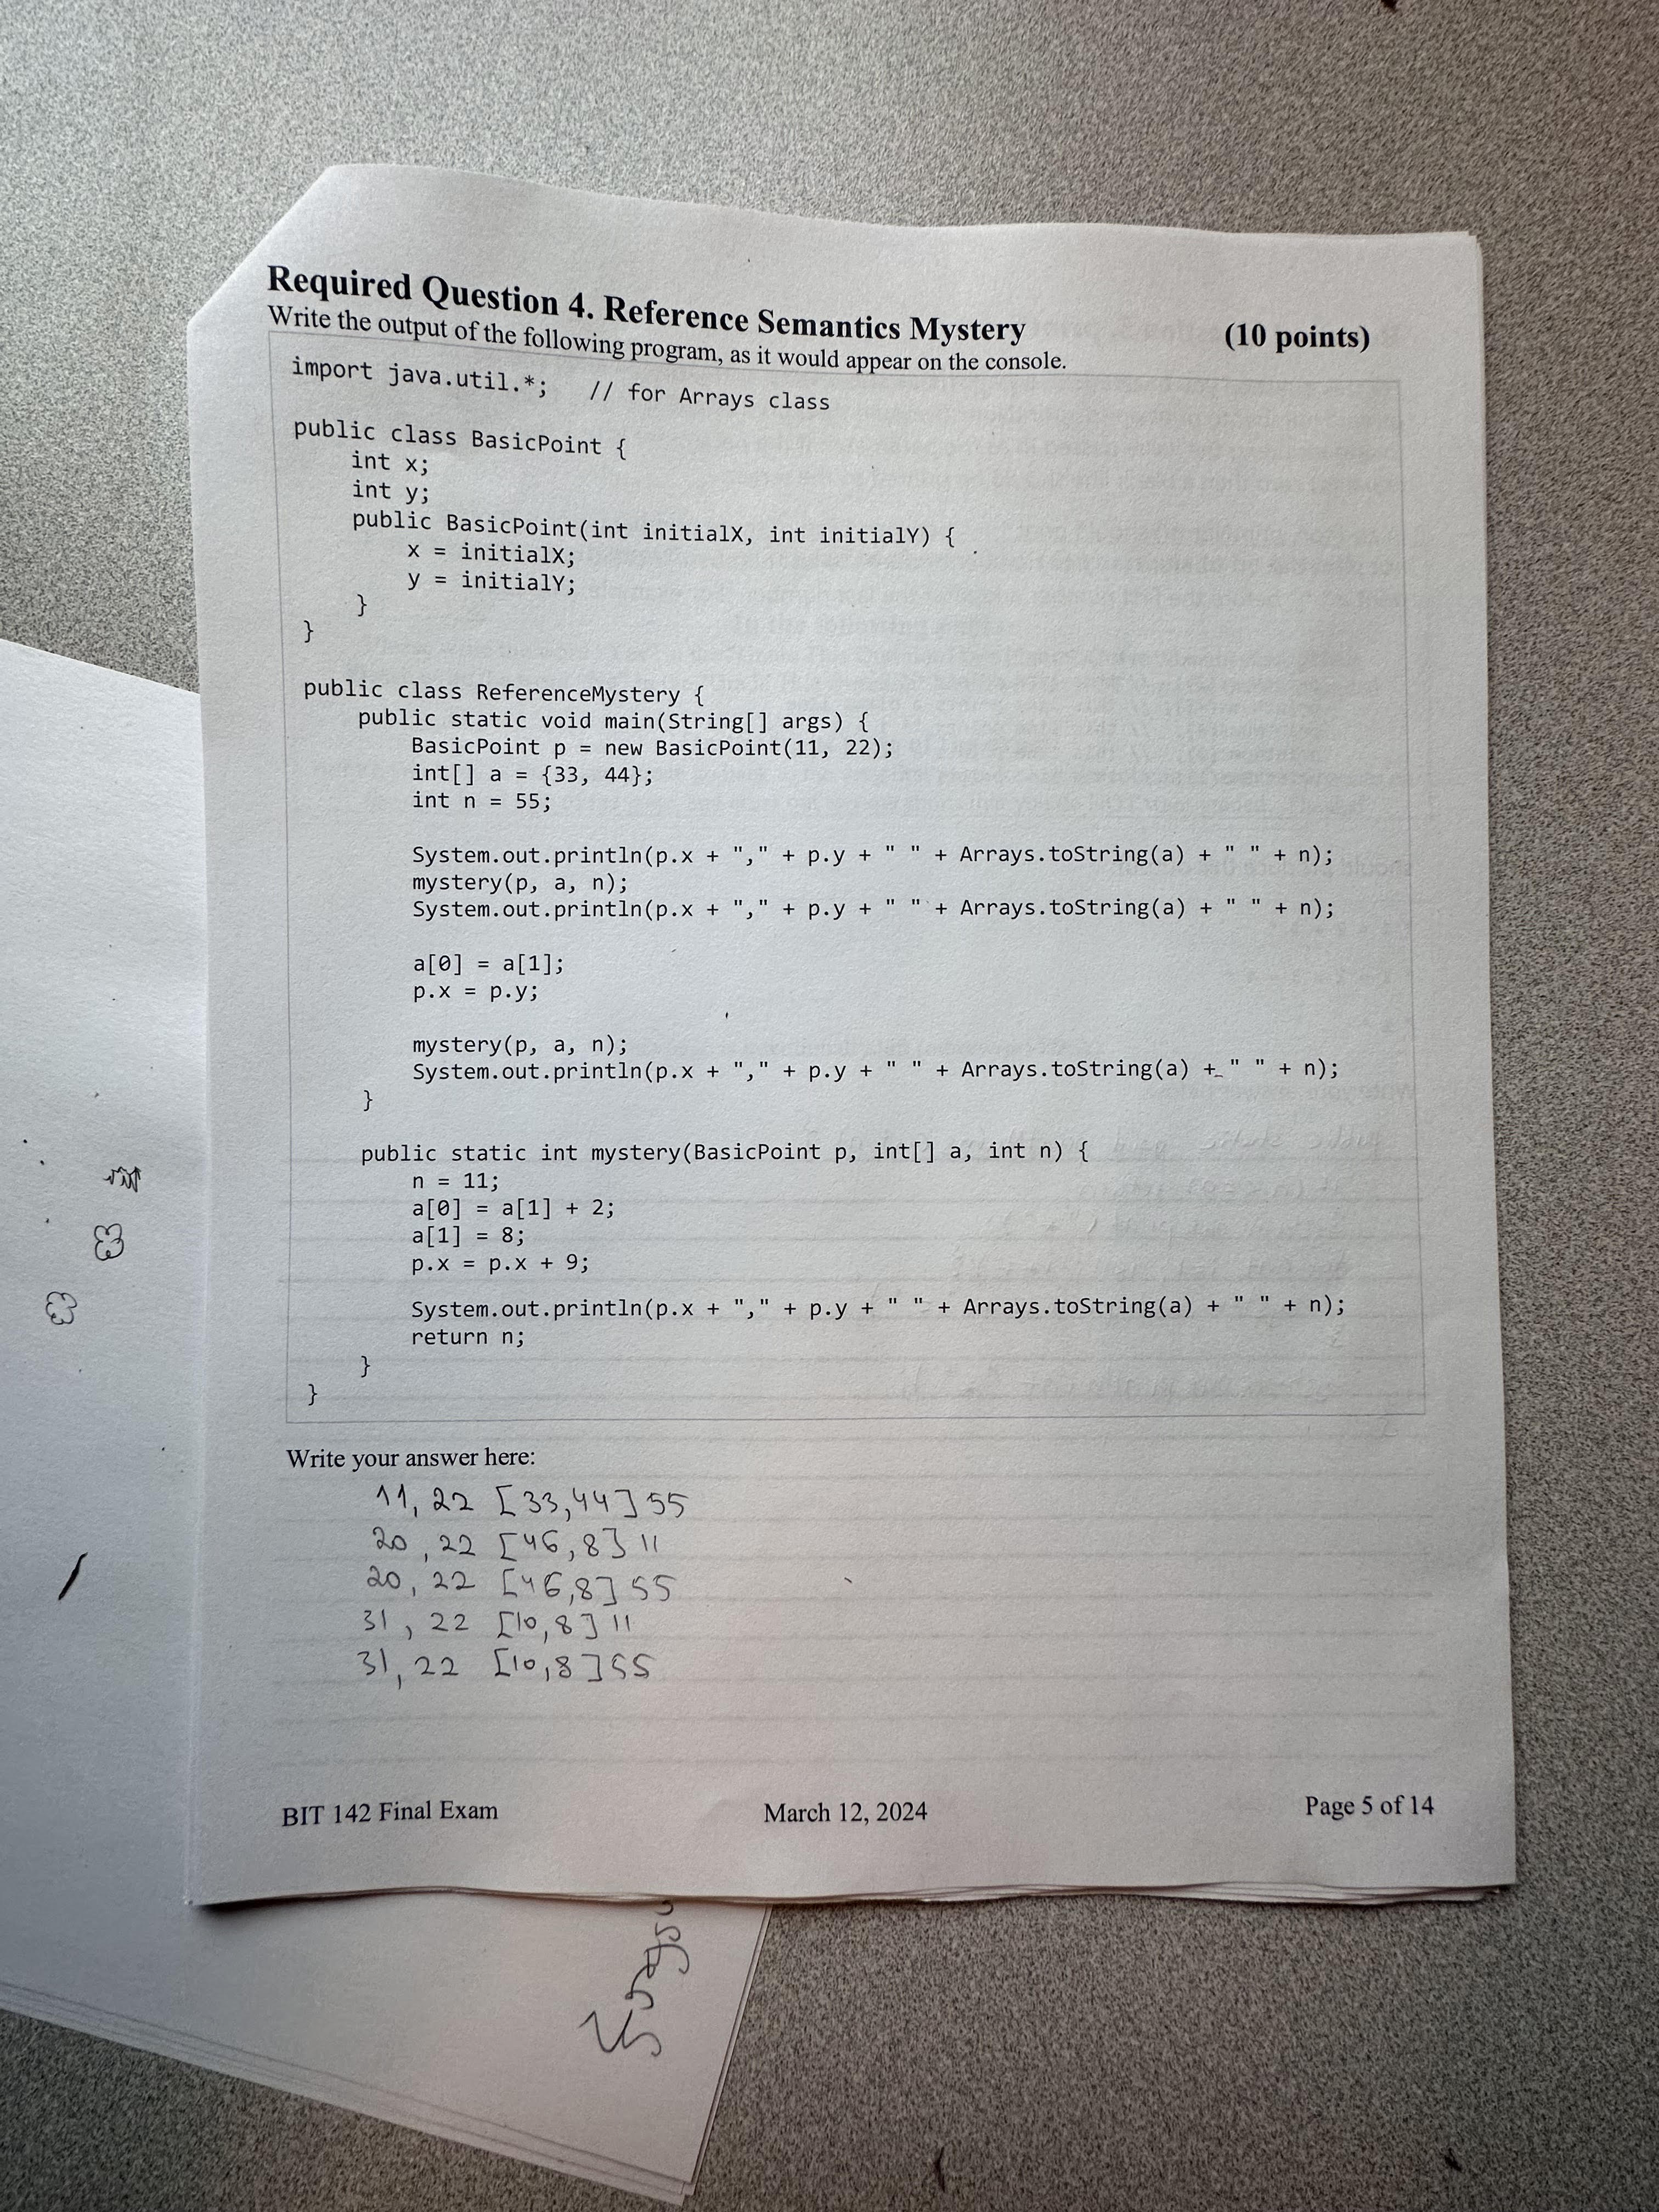 Required Question 4. Reference Semantics Mystery (10 points)
Write the output of the following program, as it would appear on the console.
import java.util.*;   // for Arrays class
public class BasicPoint {
    int x;
    int y;
    public BasicPoint(int initialX, int initialY) {
        x = initialX;
        y = initialY;
    }
}
public class ReferenceMystery {
    public static void main(String[] args) {
        BasicPoint p = new BasicPoint(11, 22);
        int[] a = {33, 44};
        int n = 55;
        System.out.println(p.x + "," + p.y + " " + Arrays.toString(a) + " " + n);
        mystery(p, a, n);
        System.out.println(p.x + "," + p.y + " " + Arrays.toString(a) + " " + n);
        a[0] = a[1];
        p.x = p.y;
        mystery(p, a, n);
        System.out.println(p.x + "," + p.y + " " + Arrays.toString(a) + " " + n);
    }
    public static int mystery(BasicPoint p, int[] a, int n) {
        n = 11;
        a[0] = a[1] + 2;
        a[1] = 8;
        p.x = p.x + 9;
        System.out.println(p.x + "," + p.y + " " + Arrays.toString(a) + " " + n);
        return n;
    }
}
Write your answer here:
11, 22 [33,44] 55
20, 22 [46,8] 11
20, 22 [46,8] 55
31, 22 [10,8] 11
31, 22 [10,8] 55
BIT 142 Final Exam March 12, 2024 Page 5 of 14